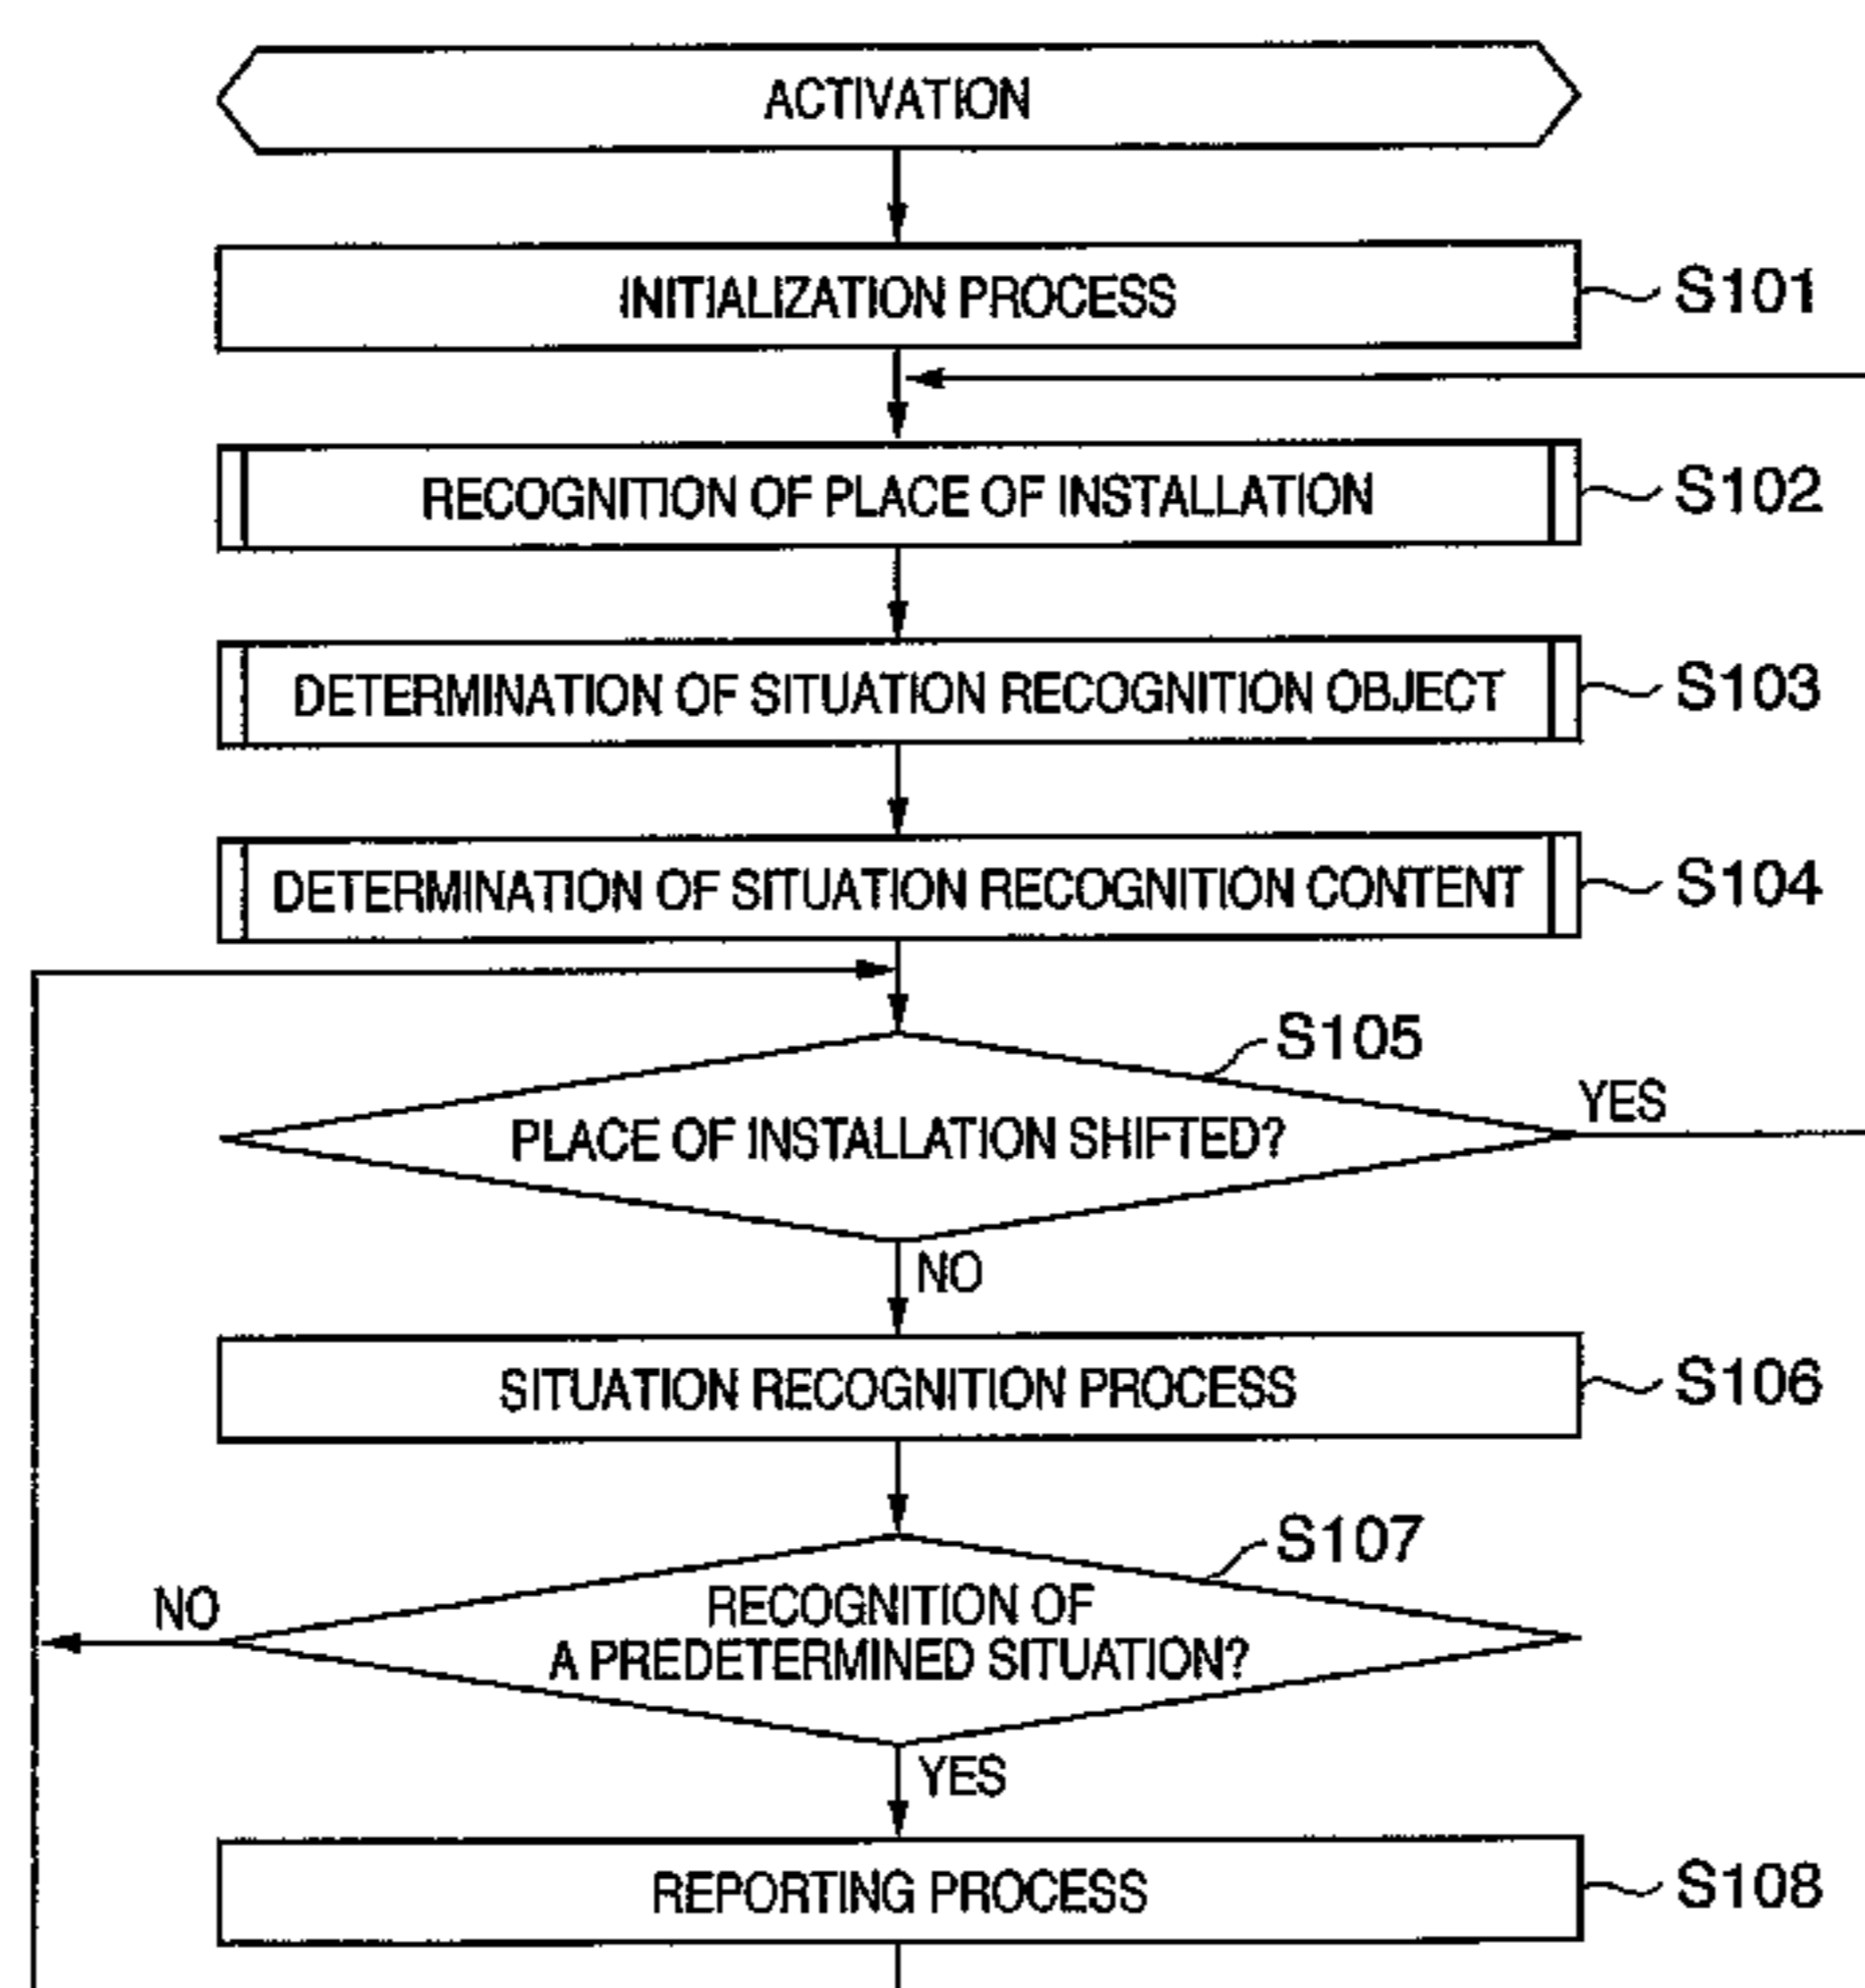 ACTIVATION
INITIALIZATION PROCESS
S101
RECOGNITION OF PLACE OF INSTALLATION
S102
DETERMINATION OF SITUATION RECOGNITION OBJECT
S103
DETERMINATION OF SITUATION RECOGNITION CONTENT
S104
S105
PLACE OF INSTALLATION SHIFTED?
YES
NO
SITUATION RECOGNITION PROCESS
S106
S107
NO
RECOGNITION OF
A PREDETERMINED SITUATION?
YES
REPORTING PROCESS
S108